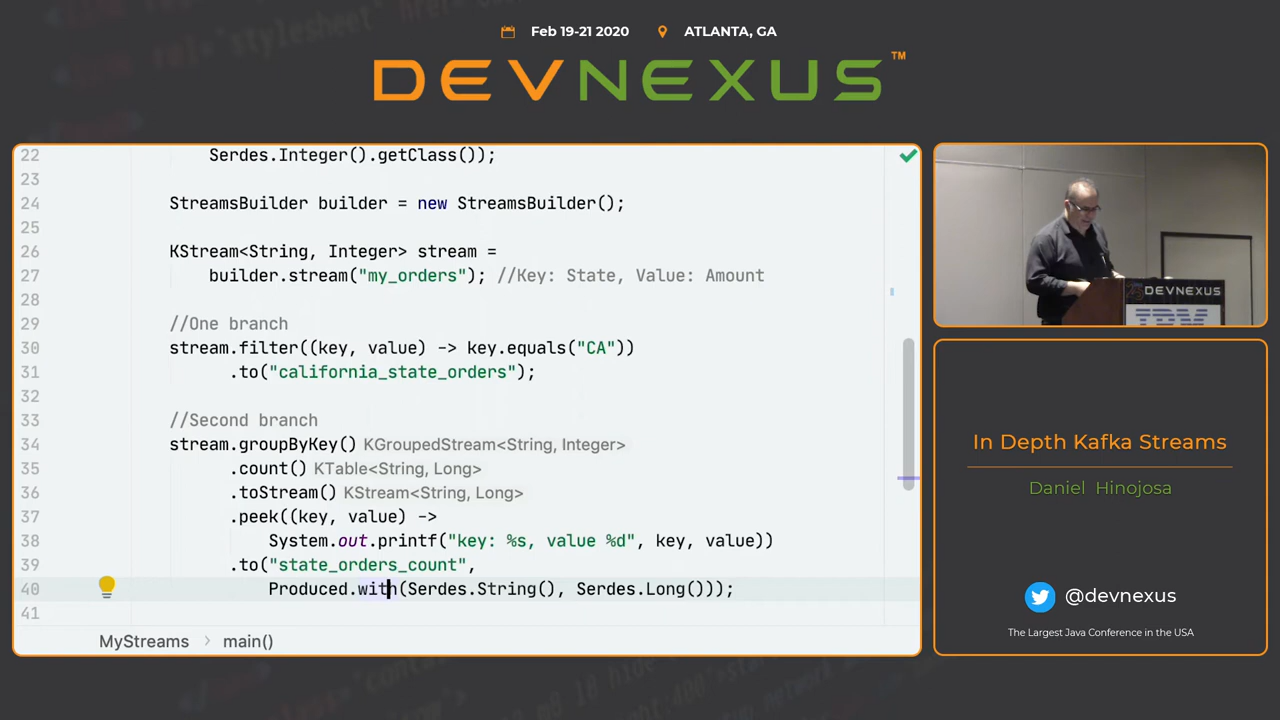 Feb 19-21 2020 ATLANTA, GA
DEVNEXUS™
22 Serdes.Integer().getClass());
23
24 StreamsBuilder builder = new StreamsBuilder();
25
26 KStream<String, Integer> stream =
27 builder.stream("my_orders"); //Key: State, Value: Amount
28
29 //One branch
30 stream.filter((key, value) -> key.equals("CA"))
31 .to("california_state_orders");
32
33 //Second branch
34 stream.groupByKey() KGroupedStream<String, Integer>
35 .count() KTable<String, Long>
36 .toStream() KStream<String, Long>
37 .peek((key, value) ->
38 System.out.printf("key: %s, value %d", key, value))
39 .to("state_orders_count",
40 Produced.with(Serdes.String(), Serdes.Long()));
41
MyStreams > main()
DEVNEXUS
IBM
In Depth Kafka Streams
Daniel Hinojosa
@devnexus
The Largest Java Conference in the USA